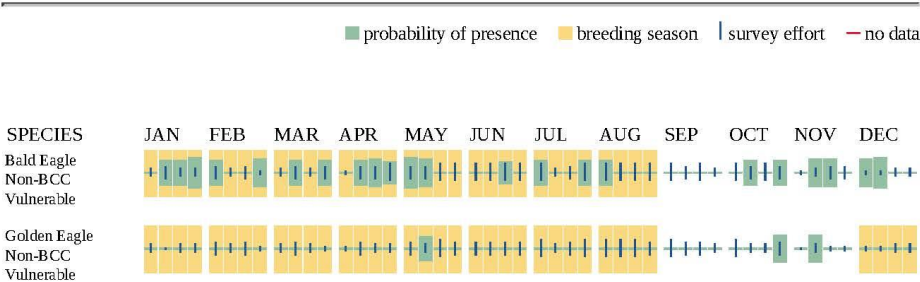 probability of presence breeding season survey effort no data
SPECIES JAN FEB MAR APR MAY JUN JUL AUG SEP OCT NOV DEC
Bald Eagle
Non-BCC
Vulnerable
Golden Eagle
Non-BCC
Vulnerable